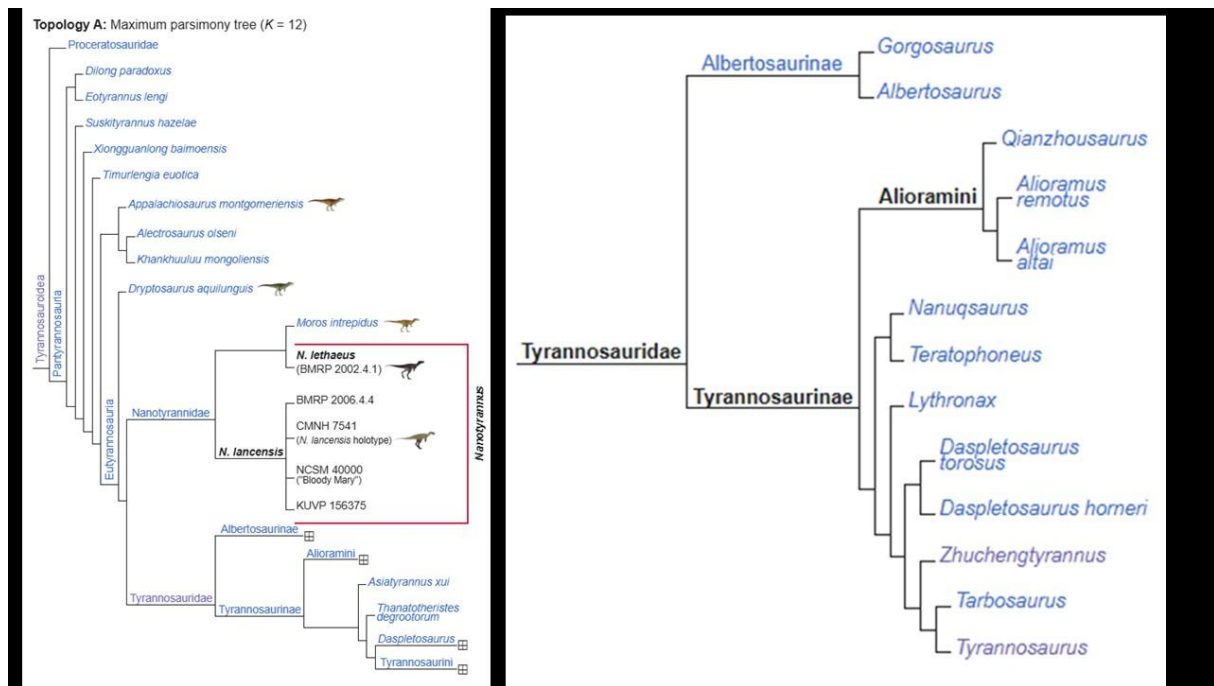 Topology A: Maximum parsimony tree (K = 12)
Proceratosauridae
Dilong paradoxus
Eotyrannus lengi
Suskityrannus hazelae
Xiongguanlong baimoensis
Timurlengia euotica
Appalachiosaurus montgomeriensis
Alectrosaurus olseni
Khankhuuluu mongoliensis
Dryptosaurus aquilunguis
Moros intrepidus
N. lethaeus
(BMRP 2002.4.1)
BMRP 2006.4.4
CMNH 7541
(N. lancensis holotype)
NCSM 40000
("Bloody Mary")
KUVP 156375
N. lancensis
Nanotyrannidae
Nanotyrannus
Tyrannosauroidea
Pantyrannosauria
Eutyrannosauria
Albertosaurinae
Alioramini
Asiatyrannus xui
Thanatotheristes
degrootorum
Daspletosaurus
Tyrannosaurini
Tyrannosauridae
Tyrannosaurinae
Tyrannosauridae
Albertosaurinae
Gorgosaurus
Albertosaurus
Tyrannosaurinae
Alioramini
Qianzhousaurus
Alioramus
remotus
Alioramus
altai
Nanuqsaurus
Teratophoneus
Lythronax
Daspletosaurus
torosus
Daspletosaurus horneri
Zhuchengtyrannus
Tarbosaurus
Tyrannosaurus